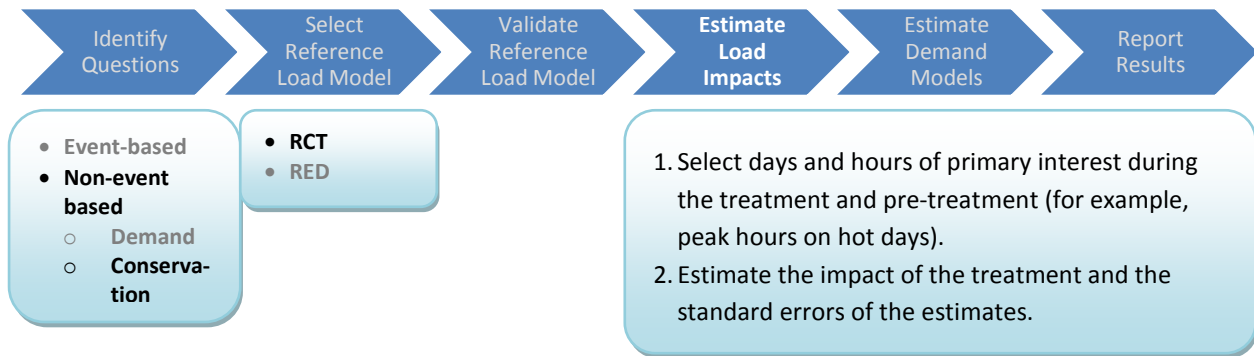 Identify
Questions
Select
Reference
Load Model
Validate
Reference
Load Model
Estimate
Load
Impacts
Estimate
Demand
Models
Report
Results
• Event-based
• Non-event
based
○ Demand
○ Conserva-
tion
• RCT
• RED
1. Select days and hours of primary interest during
the treatment and pre-treatment (for example,
peak hours on hot days).
2. Estimate the impact of the treatment and the
standard errors of the estimates.